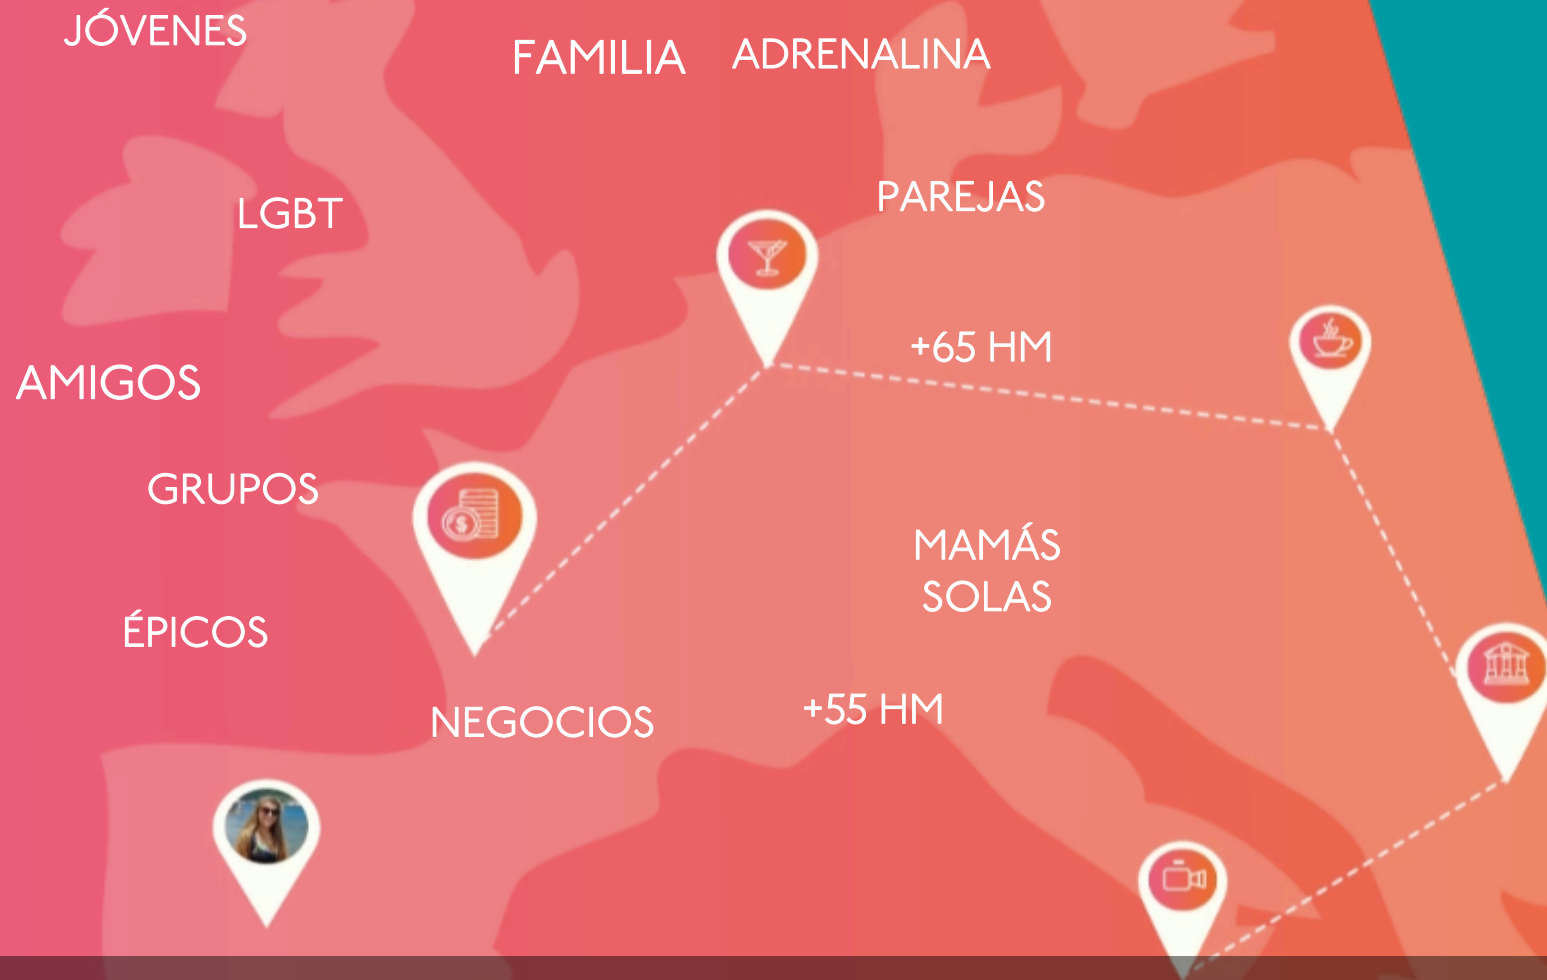 JÓVENES
FAMILIA
ADRENALINA
PAREJAS
LGBT
+65 HM
AMIGOS
GRUPOS
MAMÁS
SOLAS
ÉPICOS
+55 HM
NEGOCIOS
$